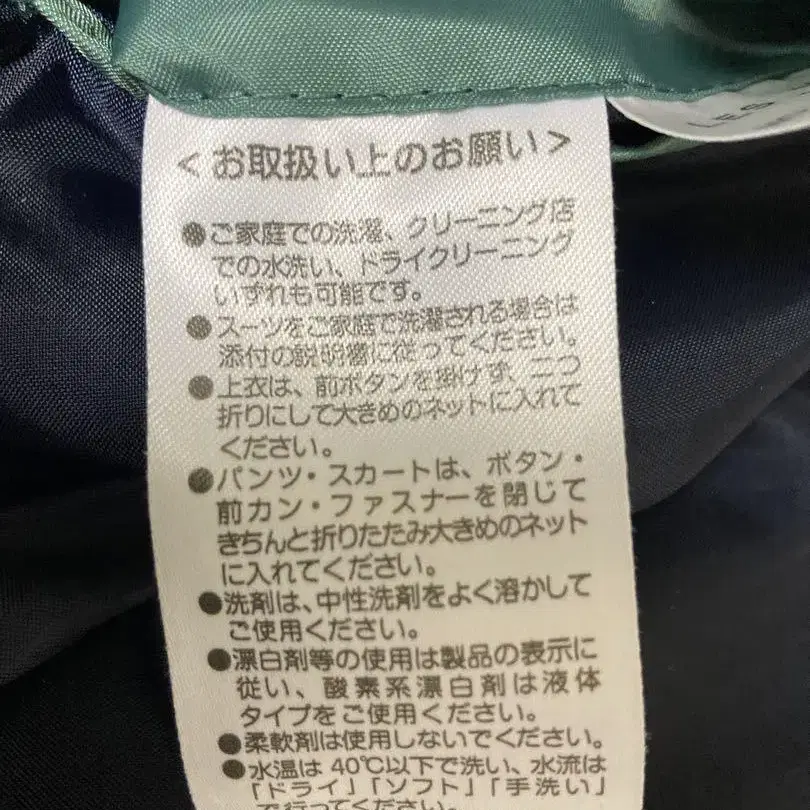 LES
<お取扱い上のお願い>
●ご家庭での洗濯、クリーニング店
での水洗い、ドライクリーニング
いずれも可能です。
●スーツをご家庭で洗濯される場合は
添付の説明書に従ってください。
●上衣は、前ボタンを掛けず、二つ
折りにして大きめのネットに入れて
ください。
●パンツ・スカートは、ボタン・
前カン・ファスナーを閉じて
きちんと折りたたみ大きめのネット
に入れてください。
●洗剤は、中性洗剤をよく溶かして
ご使用ください。
●漂白剤等の使用は製品の表示に
従い、酸素系漂白剤は液体
タイプをご使用ください。
●柔軟剤は使用しないでください。
●水温は40℃以下で洗い、水流は
「ドライ」「ソフト」「手洗い」
で行ってください。